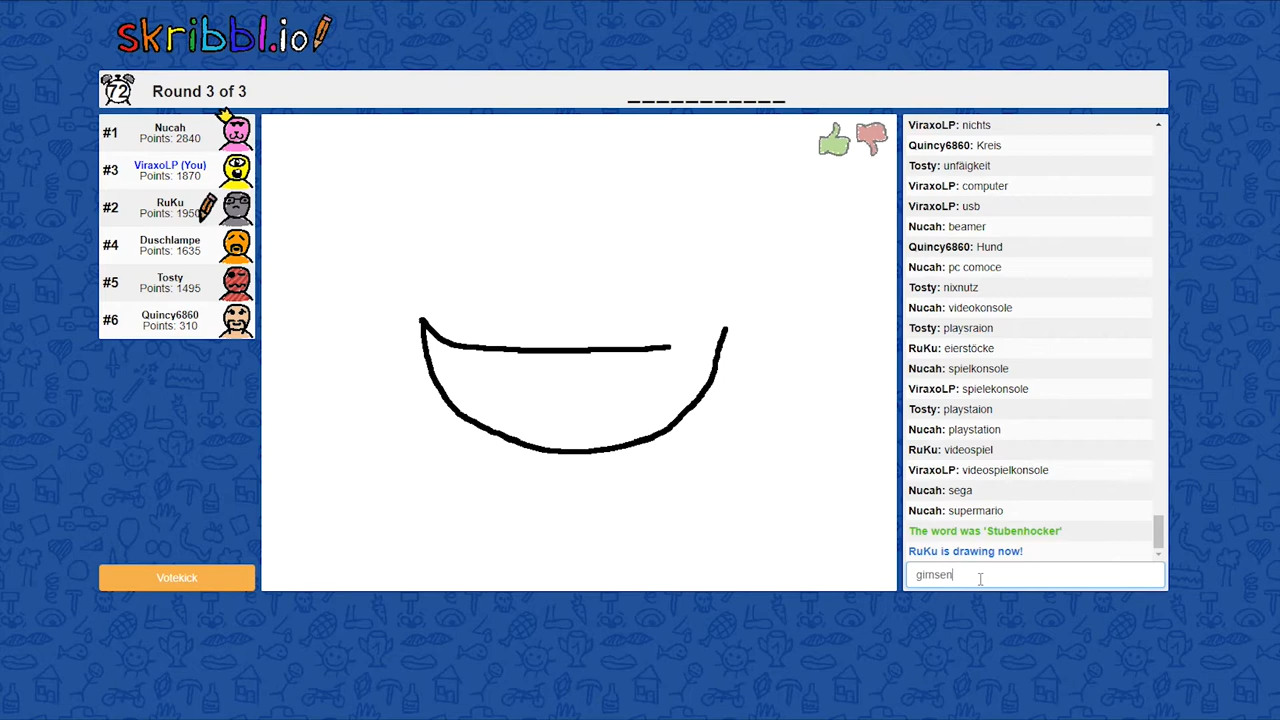 skribbl.io!
72
Round 3 of 3
___________
#1
Nucah
Points: 2840
#3
ViraxoLP (You)
Points: 1870
#2
RuKu
Points: 1950
#4
Duschlampe
Points: 1635
#5
Tosty
Points: 1495
#6
Quincy6860
Points: 310
Votekick
ViraxoLP: nichts
Quincy6860: Kreis
Tosty: unfäigkeit
ViraxoLP: computer
ViraxoLP: usb
Nucah: beamer
Quincy6860: Hund
Nucah: pc comoce
Tosty: nixnutz
Nucah: videokonsole
Tosty: playsraion
RuKu: eierstöcke
Nucah: spielkonsole
ViraxoLP: spielekonsole
Tosty: playstaion
Nucah: playstation
RuKu: videospiel
ViraxoLP: videospielkonsole
Nucah: sega
Nucah: supermario
The word was 'Stubenhocker'
RuKu is drawing now!
girnsen